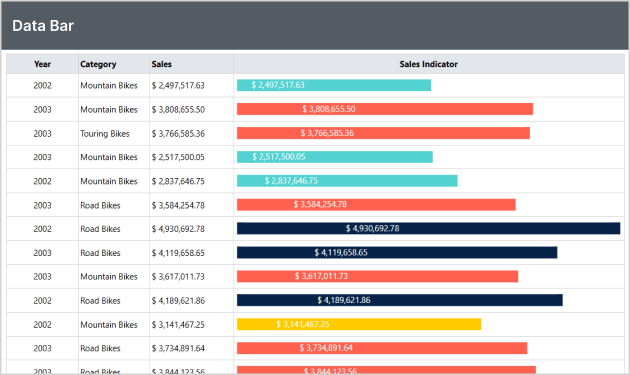 Data Bar
Year Category Sales Sales Indicator
2002 Mountain Bikes $ 2,497,517.63 $ 2,497,517.63
2003 Mountain Bikes $ 3,808,655.50 $ 3,808,655.50
2003 Touring Bikes $ 3,766,585.36 $ 3,766,585.36
2003 Mountain Bikes $ 2,517,500.05 $ 2,517,500.05
2002 Mountain Bikes $ 2,837,646.75 $ 2,837,646.75
2003 Road Bikes $ 3,584,254.78 $ 3,584,254.78
2002 Road Bikes $ 4,930,692.78 $ 4,930,692.78
2003 Road Bikes $ 4,119,658.65 $ 4,119,658.65
2003 Mountain Bikes $ 3,617,011.73 $ 3,617,011.73
2002 Road Bikes $ 4,189,621.86 $ 4,189,621.86
2002 Mountain Bikes $ 3,141,467.25 $ 3,141,467.25
2003 Road Bikes $ 3,734,891.64 $ 3,734,891.64
2003 Road Bikes $ 3,844,123.56 $ 3,844,123.56